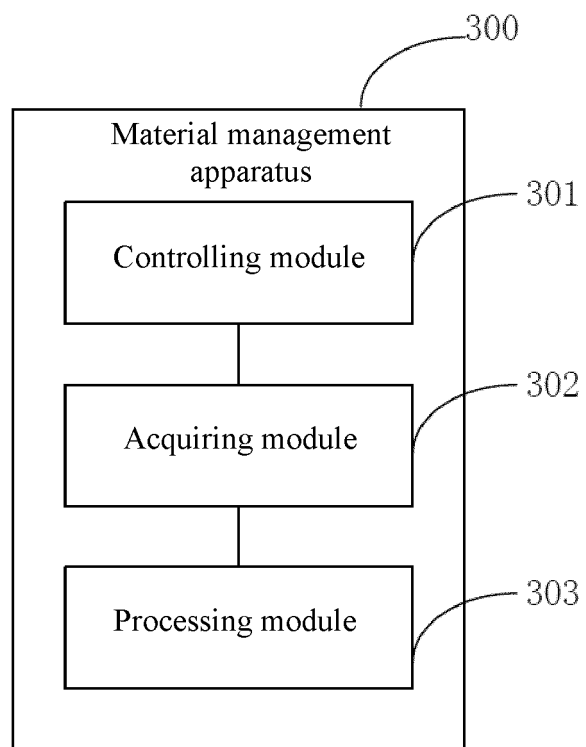 300
Material management
apparatus
301
Controlling module
302
Acquiring module
303
Processing module